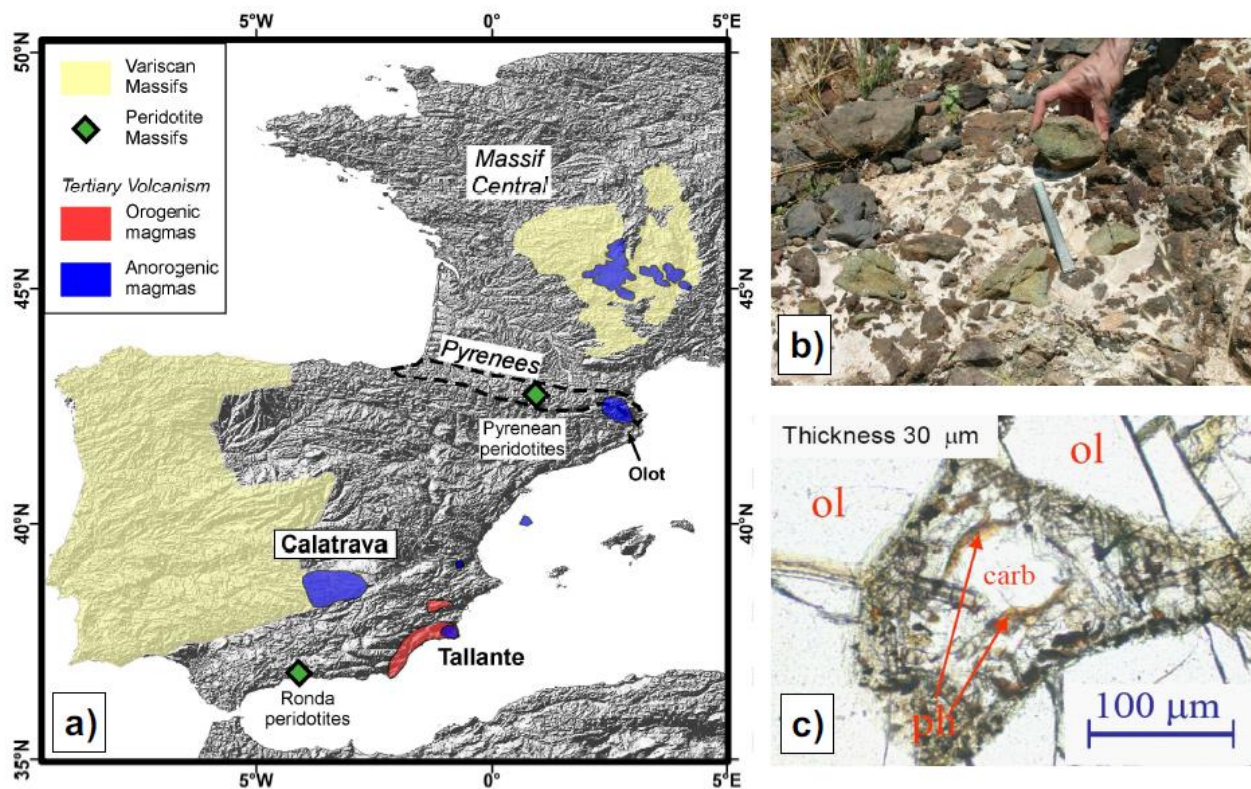 5°W
0°
5°E
50°N
45°N
40°N
35°N
Variscan
Massifs
Peridotite
Massifs
Tertiary Volcanism
Orogenic
magmas
Anorogenic
magmas
Massif
Central
Pyrenees
Pyrenean
peridotites
Olot
50°N
45°N
40°N
Calatrava
Tallante
Ronda
peridotites
a)
35°N
5°W
0°
5°E
b)
Thickness 30 μm
ol
ol
carb
ph
c)
100 μm